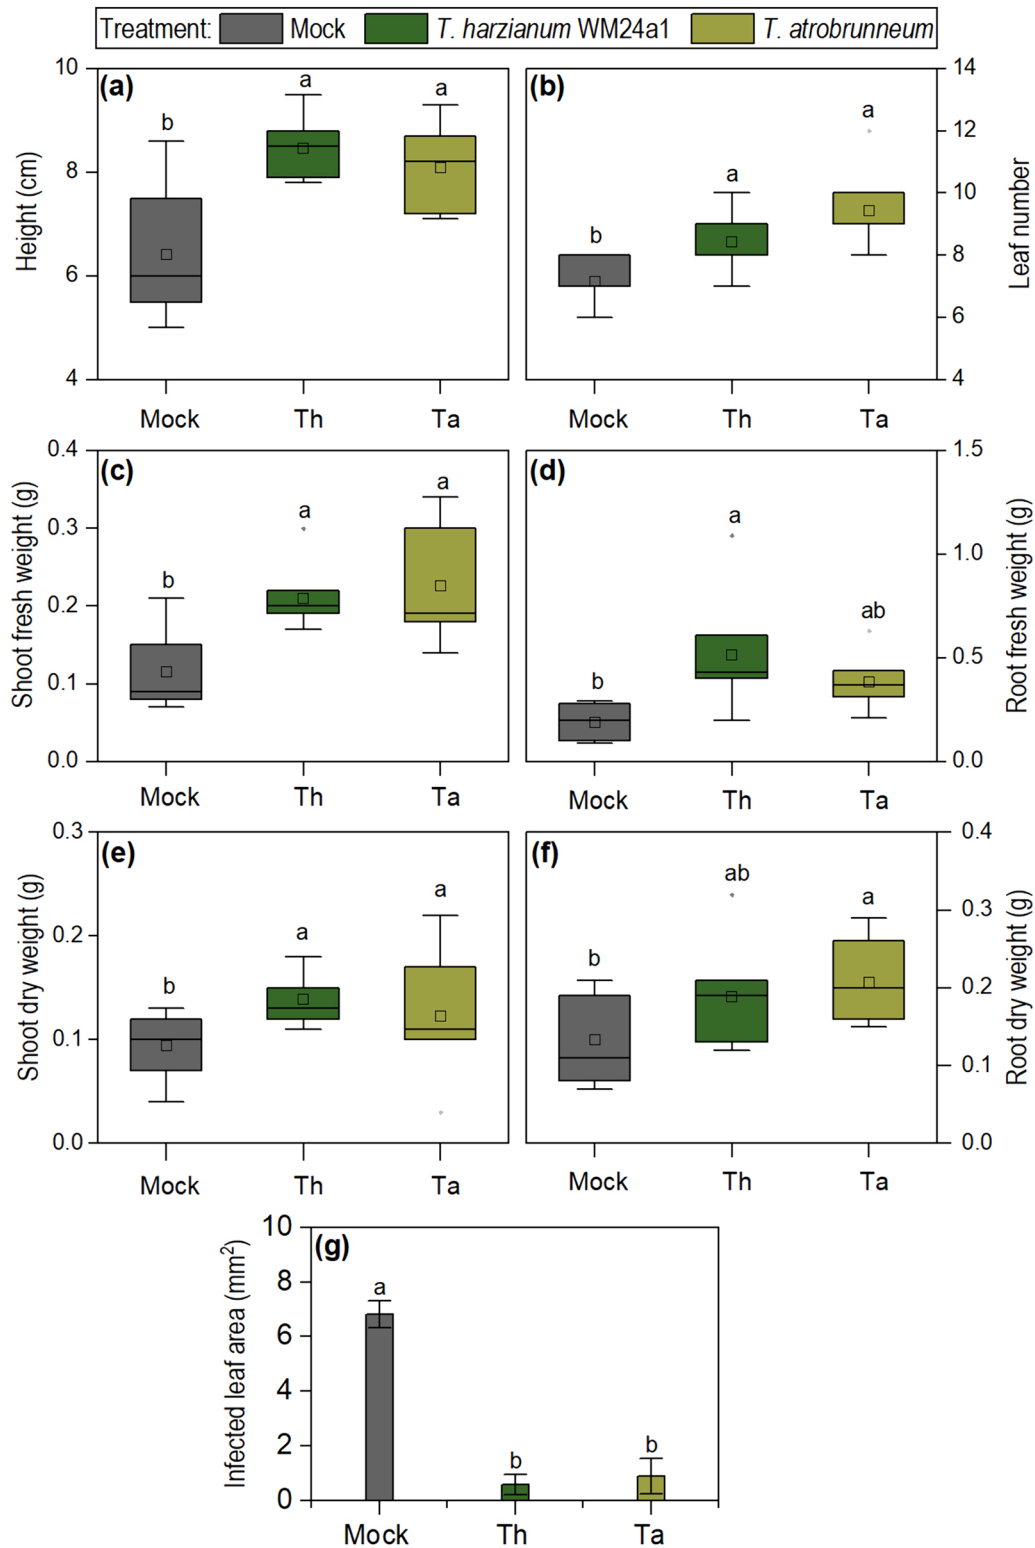 Treatment: Mock T. harzianum WM24a1 T. atrobrunneum
(a)
Height (cm)
10
8
6
4
b
a
a
Mock Th Ta
(b)
Leaf number
14
12
10
8
6
4
b
a
a
Mock Th Ta
(c)
Shoot fresh weight (g)
0.4
0.3
0.2
0.1
0.0
b
a
a
Mock Th Ta
(d)
Root fresh weight (g)
1.5
1.0
0.5
0.0
b
a
ab
Mock Th Ta
(e)
Shoot dry weight (g)
0.3
0.2
0.1
0.0
b
a
a
Mock Th Ta
(f)
Root dry weight (g)
0.4
0.3
0.2
0.1
0.0
b
ab
a
Mock Th Ta
(g)
Infected leaf area (mm²)
10
8
6
4
2
0
a
b
b
Mock Th Ta